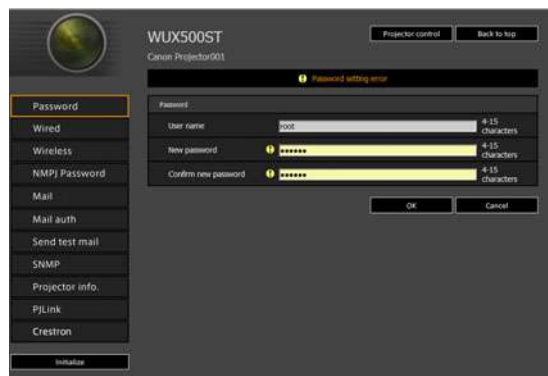 WUX500ST
Projector control
Back to top
Canon Projector001
Password setting error
Password
Wired
Wireless
NMPJ Password
Mail
Mail auth
Send test mail
SNMP
Projector info.
PJLink
Crestron
Initialize
Password
User name
root
4-15
characters
New password
••••••
4-15
characters
Confirm new password
••••••
4-15
characters
OK
Cancel